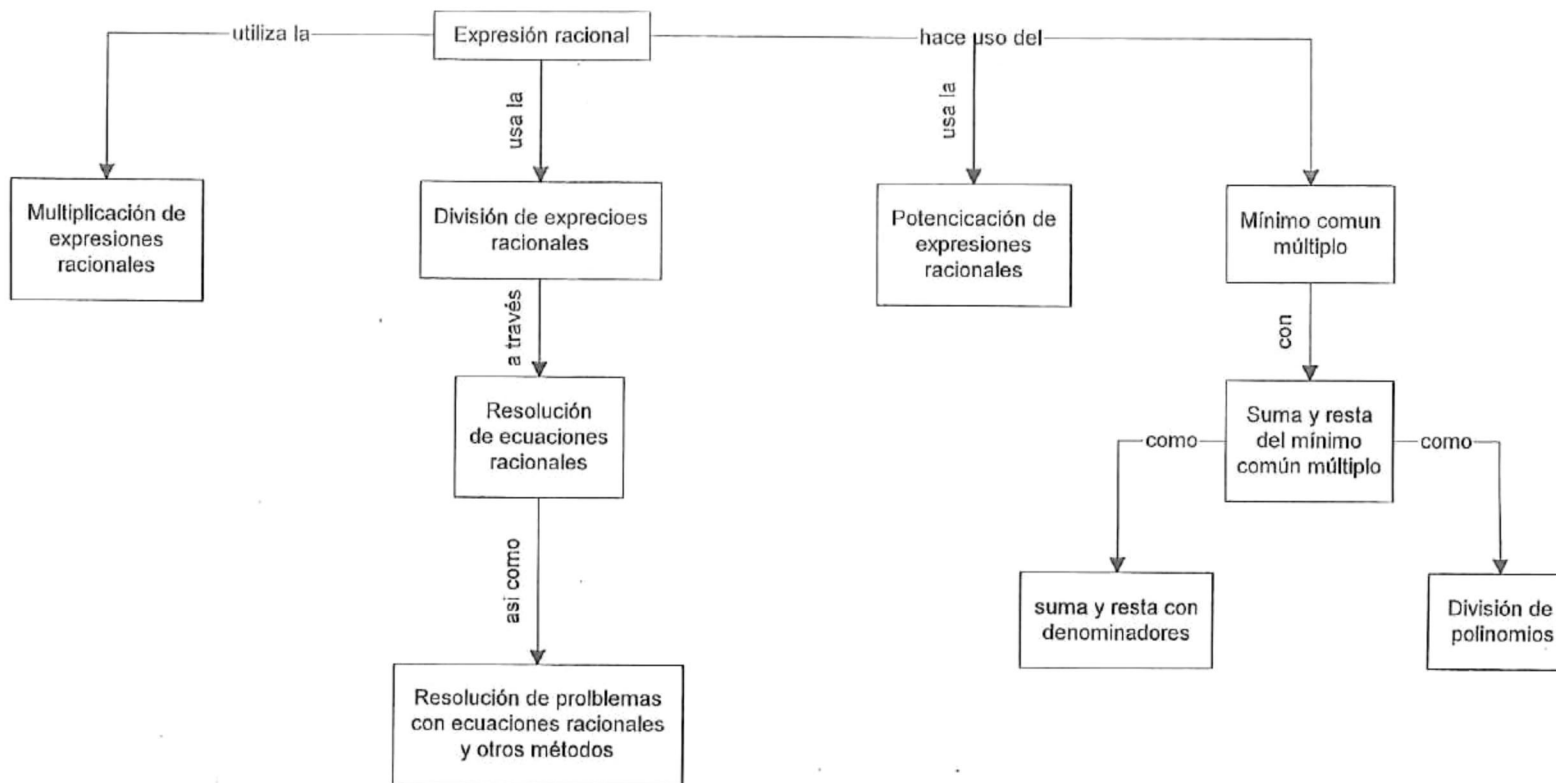 utiliza la
Expresión racional
hace uso del
usa la
usa la
Multiplicación de
expresiones
racionales
División de exprecioes
racionales
Potencicación de
expresiones
racionales
Mínimo comun
múltiplo
a través
con
Resolución
de ecuaciones
racionales
Suma y resta
del mínimo
común múltiplo
como
como
asi como
suma y resta con
denominadores
División de
polinomios
Resolución de prolblemas
con ecuaciones racionales
y otros métodos